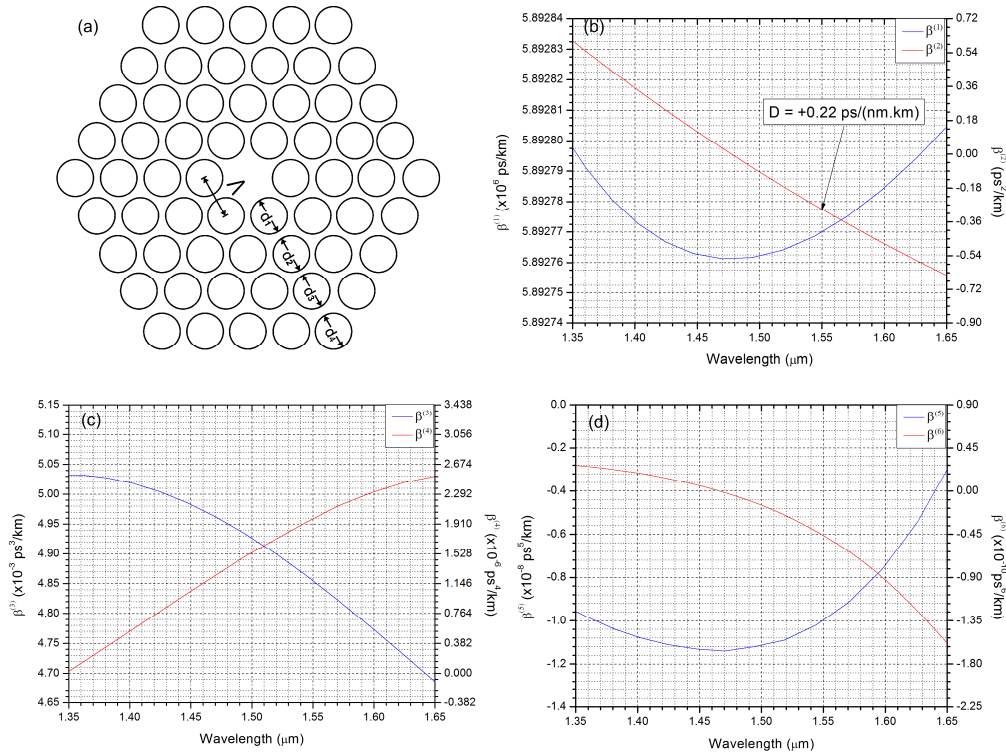 (a)
Λ
d1
d2
d3
d4
(b)
β(1)
β(2)
D = +0.22 ps/(nm.km)
5.89284
5.89283
5.89282
5.89281
5.89280
5.89279
5.89278
5.89277
5.89276
5.89275
5.89274
β(1) (x10⁶ ps/km)
0.72
0.54
0.36
0.18
0.00
-0.18
-0.36
-0.54
-0.72
-0.90
β(2) (ps²/km)
1.35 1.40 1.45 1.50 1.55 1.60 1.65
Wavelength (μm)
(c)
β(3)
β(4)
5.15
5.10
5.05
5.00
4.95
4.90
4.85
4.80
4.75
4.70
4.65
β(3) (x10⁻³ ps³/km)
3.438
3.056
2.674
2.292
1.910
1.528
1.146
0.764
0.382
0.000
-0.382
β(4) (x10⁻⁶ ps⁴/km)
1.35 1.40 1.45 1.50 1.55 1.60 1.65
Wavelength (μm)
(d)
β(5)
β(6)
0.0
-0.2
-0.4
-0.6
-0.8
-1.0
-1.2
-1.4
β(5) (x10⁻⁸ ps⁵/km)
0.90
0.45
0.00
-0.45
-0.90
-1.35
-1.80
-2.25
β(6) (x10⁻¹⁰ ps⁶/km)
1.35 1.40 1.45 1.50 1.55 1.60 1.65
Wavelength (μm)